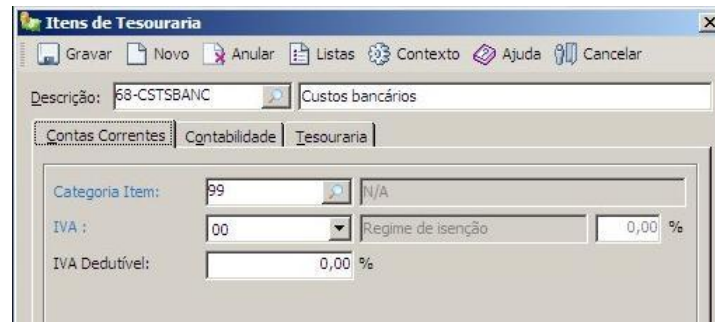 Itens de Tesouraria
Gravar Novo Anular Listas Contexto Ajuda Cancelar
Descrição: 68-CSTSBANC Custos bancários
Contas Correntes Contabilidade Tesouraria
Categoria Item: 99 N/A
IVA : 00 Regime de isenção 0,00 %
IVA Dedutível: 0,00 %